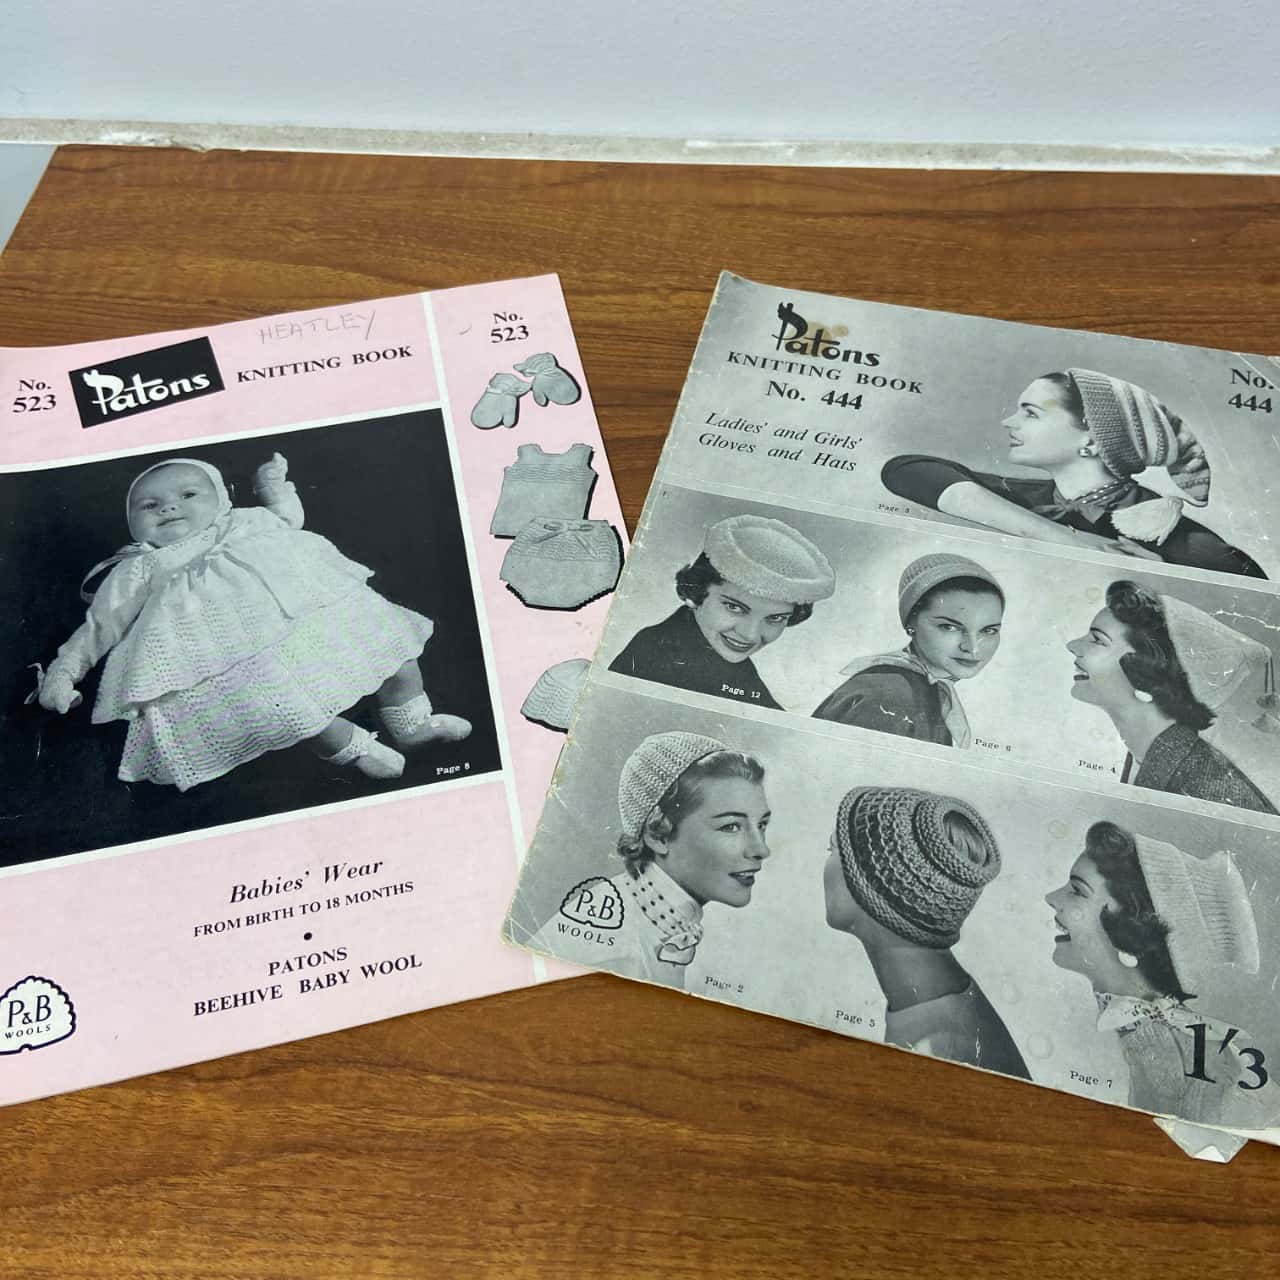 HEATLEY
No.
523
Patons
KNITTING BOOK
No.
523
Page 8
Babies' Wear
FROM BIRTH TO 18 MONTHS
PATONS
BEEHIVE BABY WOOL
P&B
WOOLS
Patons
KNITTING BOOK
No. 444
No.
444
Ladies' and Girls'
Gloves and Hats
Page 3
Page 12
Page 6
Page 4
P&B
WOOLS
Page 2
Page 5
Page 7
1'3